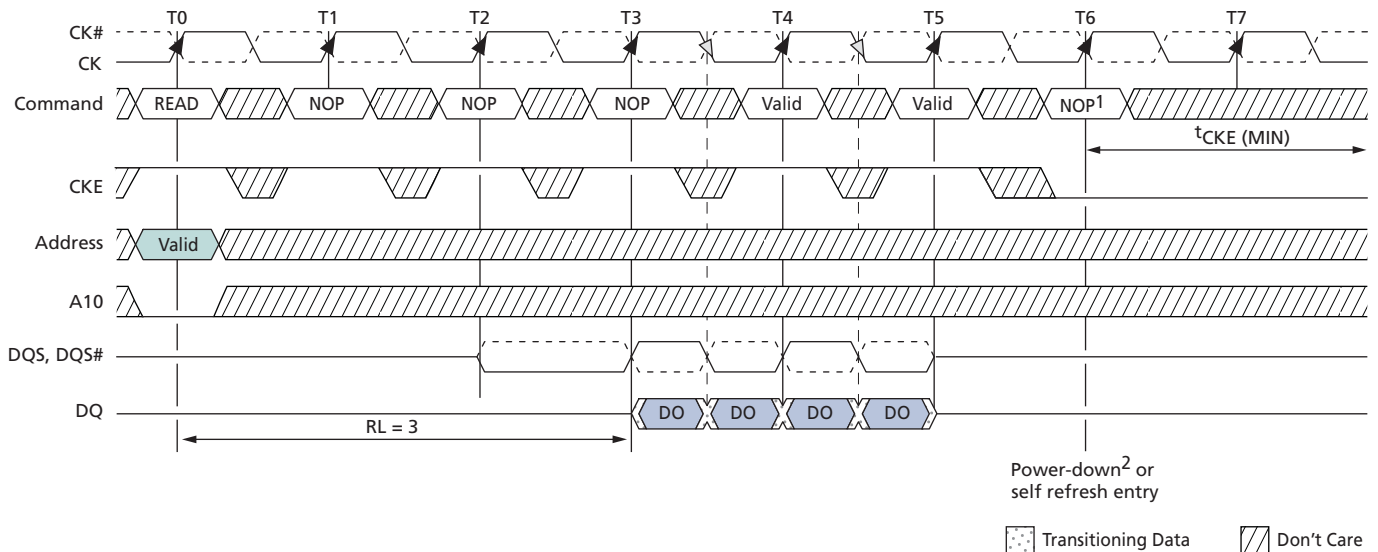 T0 T1 T2 T3 T4 T5 T6 T7
CK#
CK
Command READ NOP NOP NOP Valid Valid NOP1
tCKE (MIN)
CKE
Address Valid
A10
DQS, DQS#
DQ DO DO DO DO
RL = 3
Power-down2 or
self refresh entry
Transitioning Data Don't Care